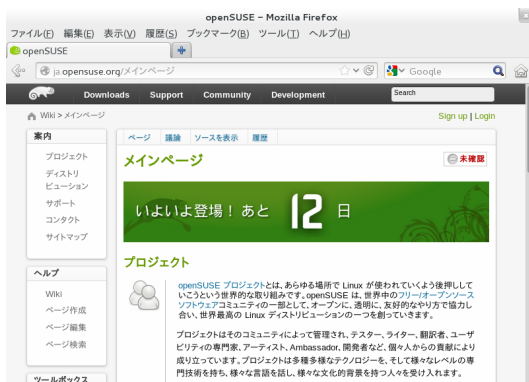 openSUSE – Mozilla Firefox
ファイル(F) 編集(E) 表示(V) 履歴(S) ブックマーク(B) ツール(T) ヘルプ(H)
openSUSE
ja.opensuse.org/メインページ
Google
Downloads Support Community Development
Search
Wiki > メインページ
Sign up | Login
案内
プロジェクト
ディストリ
ビューション
サポート
コンタクト
サイトマップ
ヘルプ
Wiki
ページ作成
ページ編集
ページ検索
ツールボックス
ページ 議論 ソースを表示 履歴
メインページ
未確認
いよいよ登場！あと 12 日
プロジェクト
openSUSE プロジェクトとは、あらゆる場所で Linux が使われていくよう後押しして
いこうという世界的な取り組みです。openSUSE は、世界中のフリー/オープンソース
ソフトウェアコミュニティの一部として、オープンに、透明に、友好的なやり方で協力し
合い、世界最高の Linux ディストリビューションの一つを創っていきます。
プロジェクトはそのコミュニティによって管理され、テスター、ライター、翻訳者、ユーザ
ビリティの専門家、アーティスト、Ambassador、開発者など、個々人からの貢献により
成り立っています。プロジェクトは多種多様なテクノロジーを、そして様々なレベルの専
門技術を持ち、様々な言語を話し、様々な文化的背景を持つ人々を受け入れます。